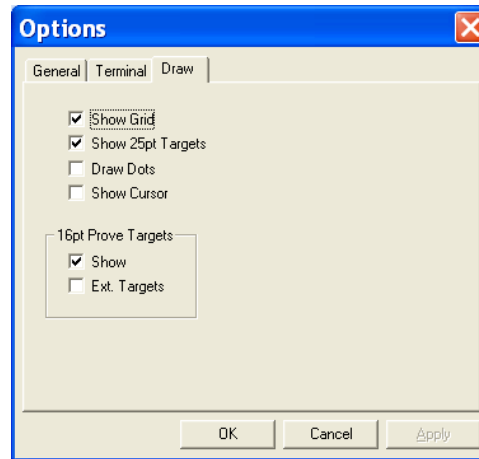 Options
General Terminal Draw
Show Grid
Show 25pt Targets
Draw Dots
Show Cursor
16pt Prove Targets
Show
Ext. Targets
OK Cancel Apply